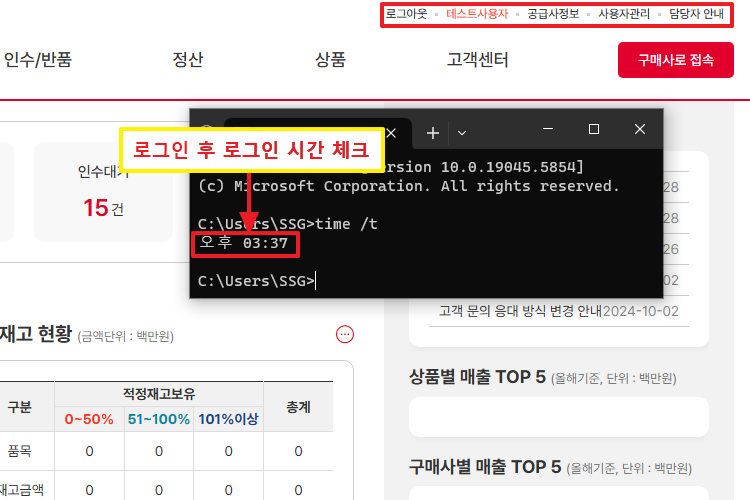 로그아웃 테스트사용자 공급사정보 사용자관리 담당자 안내
인수/반품 정산 상품 고객센터 구매사로 접속
로그인 후 로그인 시간 체크
ersion 10.0.19045.5854]
(c) Microsoft Corporation. All rights reserved.
C:\Users\SSG>time /t
오후 03:37
C:\Users\SSG>
인수대기
15건
28
28
26
02
고객 문의 응대 방식 변경 안내2024-10-02
재고 현황 (금액단위 : 백만원)
구분 적정재고보유 총계
0~50% 51~100% 101%이상
품목 0 0 0 0
재고금액 0 0 0 0
상품별 매출 TOP 5 (올해기준, 단위 : 백만원)
구매사별 매출 TOP 5 (올해기준, 단위 : 백만원)